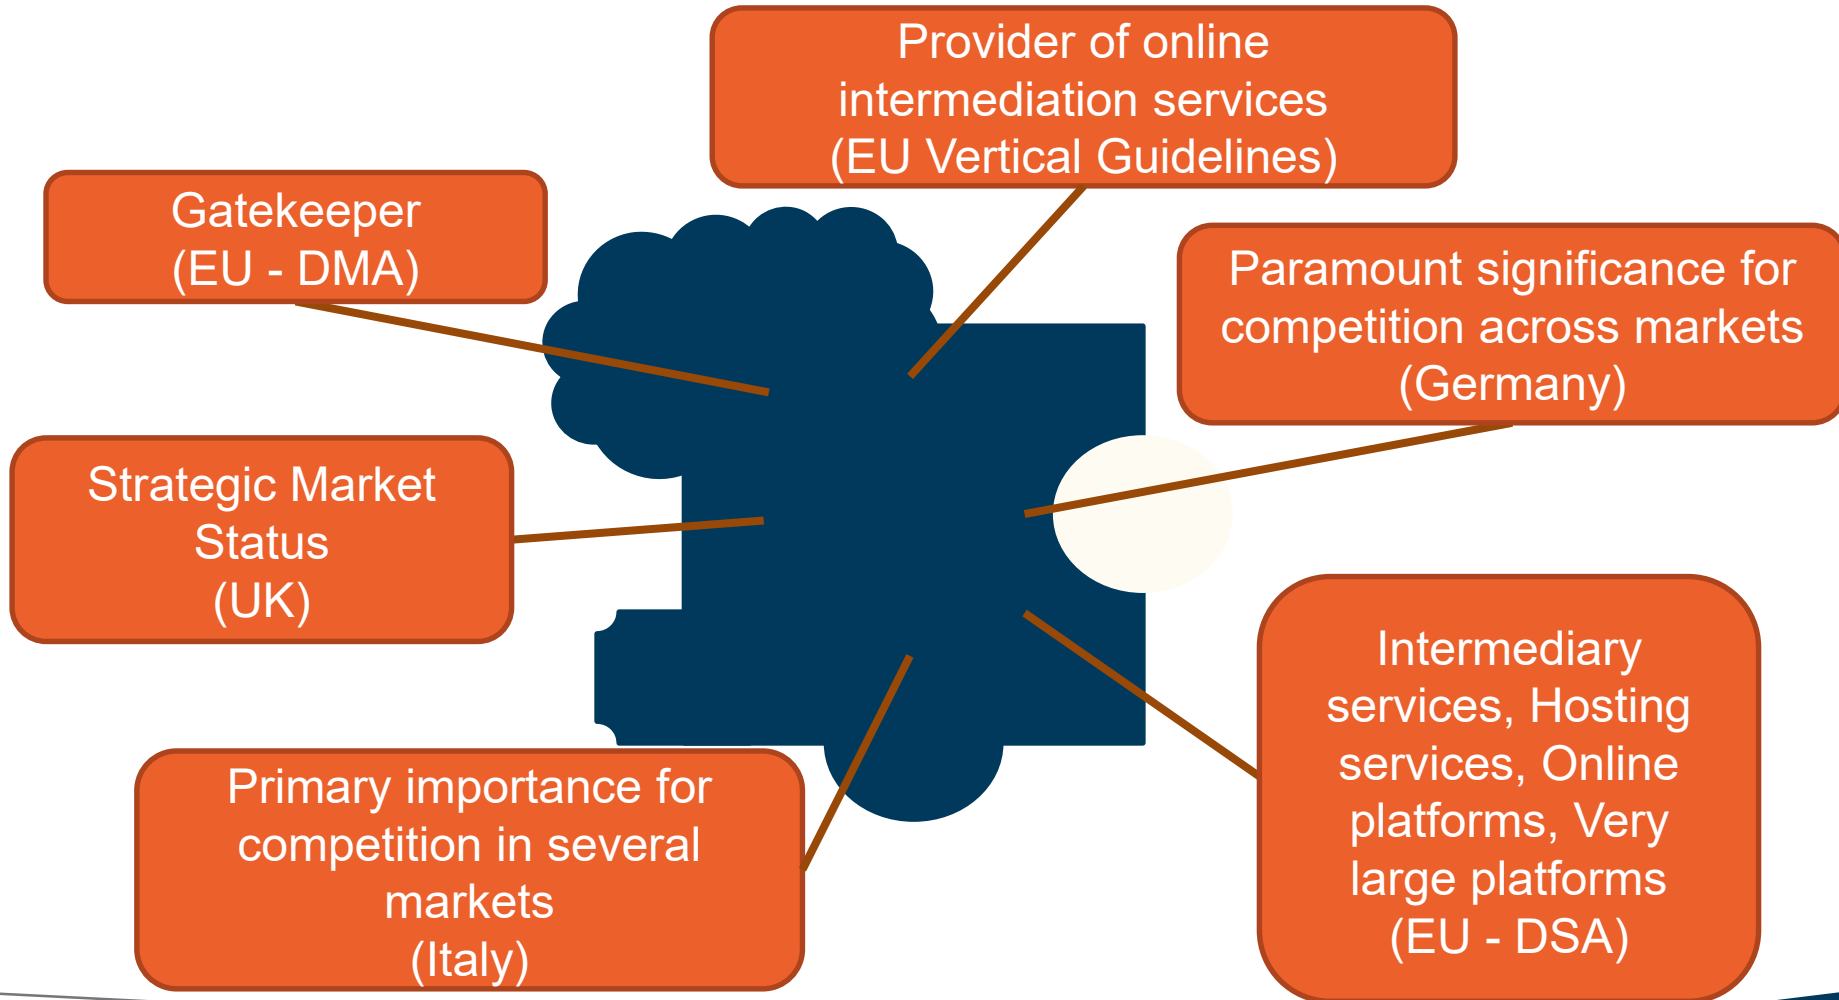 Provider of online
intermediation services
(EU Vertical Guidelines)
Gatekeeper
(EU - DMA)
Paramount significance for
competition across markets
(Germany)
Strategic Market
Status
(UK)
Intermediary
services, Hosting
services, Online
platforms, Very
large platforms
(EU - DSA)
Primary importance for
competition in several
markets
(Italy)